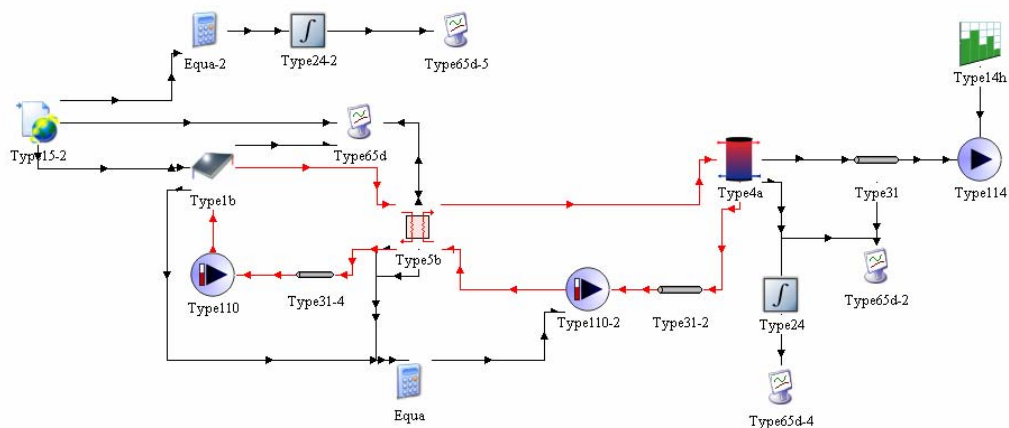 Equa-2
Type24-2
Type65d-5
Type14h
Type15-2
Type65d
Type1b
Type4a
Type31
Type114
Type5b
Type110
Type31-4
Type110-2
Type31-2
Type24
Type65d-2
Equa
Type65d-4